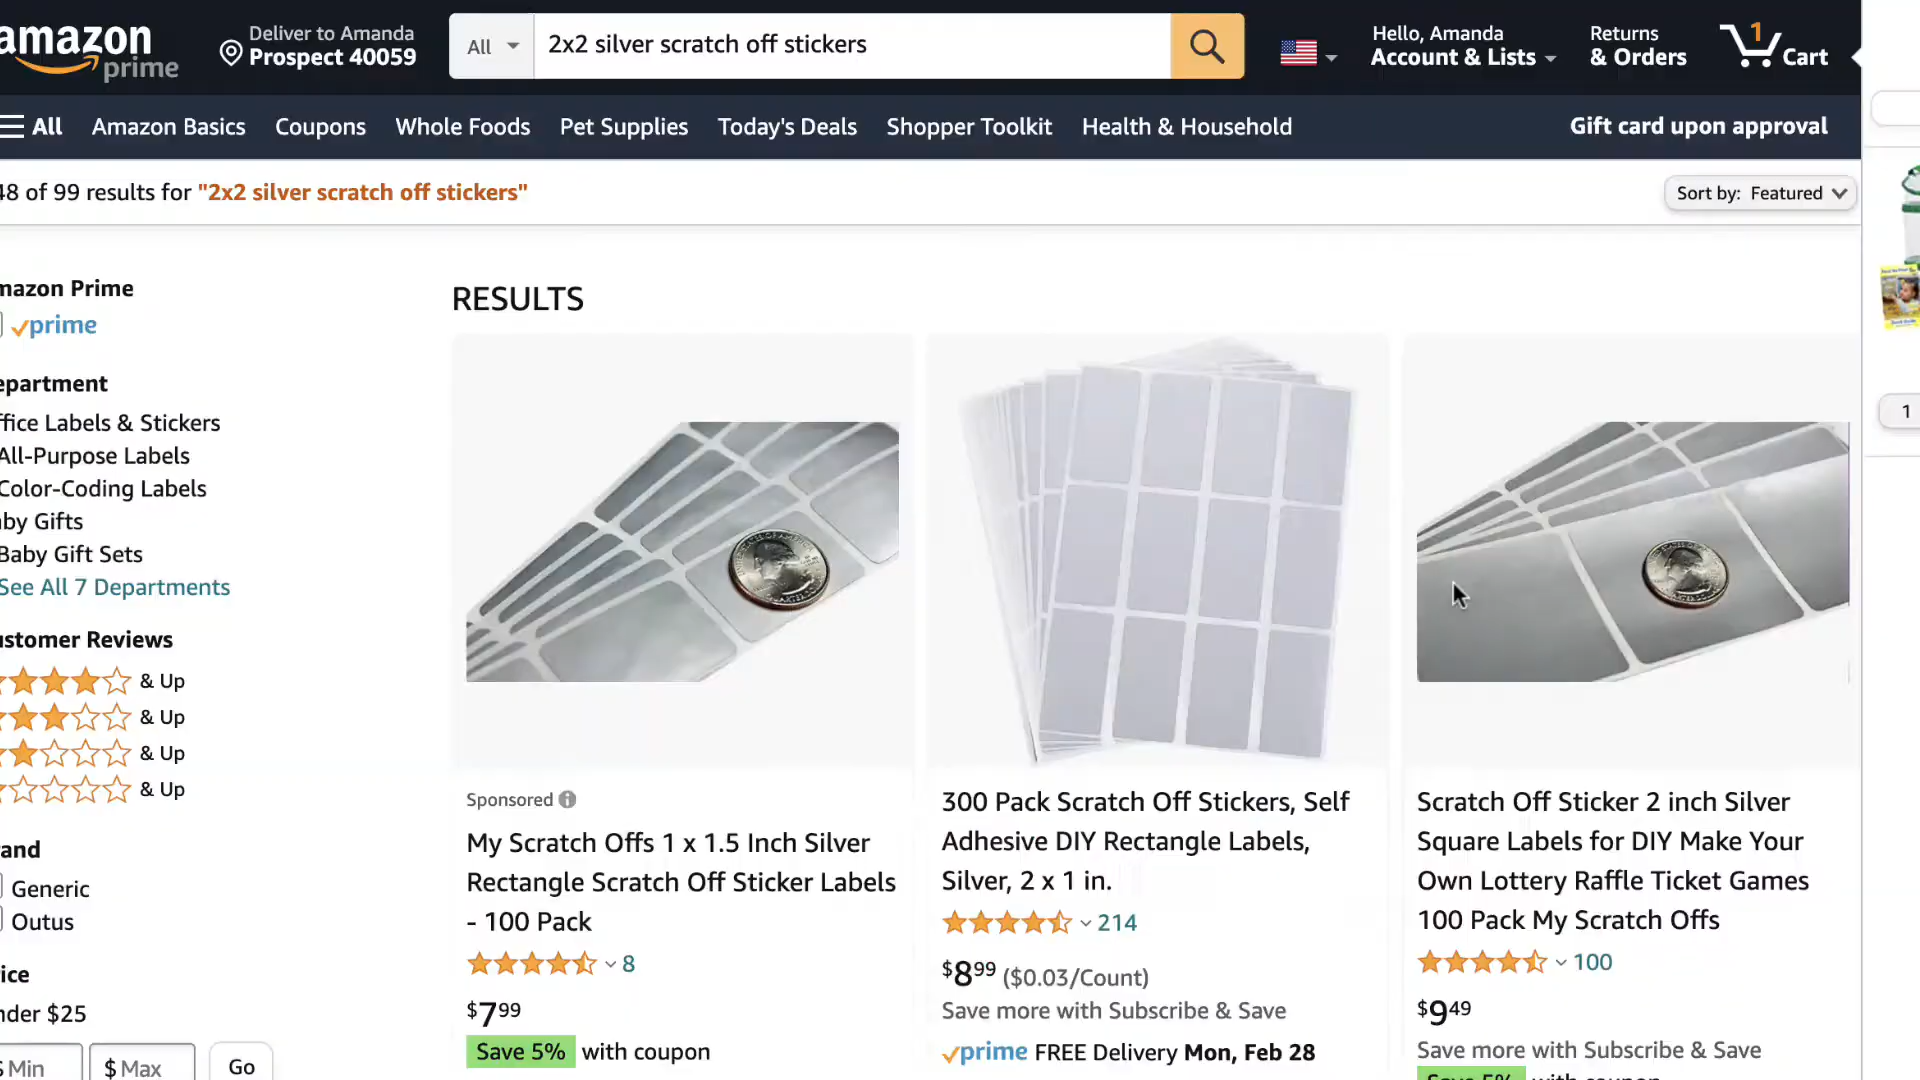 amazon
prime
Deliver to Amanda
Prospect 40059
All
2x2 silver scratch off stickers
Hello, Amanda
Account & Lists
Returns
& Orders
1
Cart
All
Amazon Basics
Coupons
Whole Foods
Pet Supplies
Today's Deals
Shopper Toolkit
Health & Household
Gift card upon approval
48 of 99 results for "2x2 silver scratch off stickers"
Sort by: Featured
mazon Prime
prime
epartment
ffice Labels & Stickers
All-Purpose Labels
Color-Coding Labels
by Gifts
Baby Gift Sets
See All 7 Departments
ustomer Reviews
& Up
& Up
& Up
& Up
and
Generic
Outus
ice
nder $25
$ Min
$ Max
Go
RESULTS
Sponsored
My Scratch Offs 1 x 1.5 Inch Silver
Rectangle Scratch Off Sticker Labels
- 100 Pack
8
$799
Save 5% with coupon
300 Pack Scratch Off Stickers, Self
Adhesive DIY Rectangle Labels,
Silver, 2 x 1 in.
214
$899 ($0.03/Count)
Save more with Subscribe & Save
prime FREE Delivery Mon, Feb 28
Scratch Off Sticker 2 inch Silver
Square Labels for DIY Make Your
Own Lottery Raffle Ticket Games
100 Pack My Scratch Offs
100
$9.49
Save more with Subscribe & Save
Save 5% with coupon
1